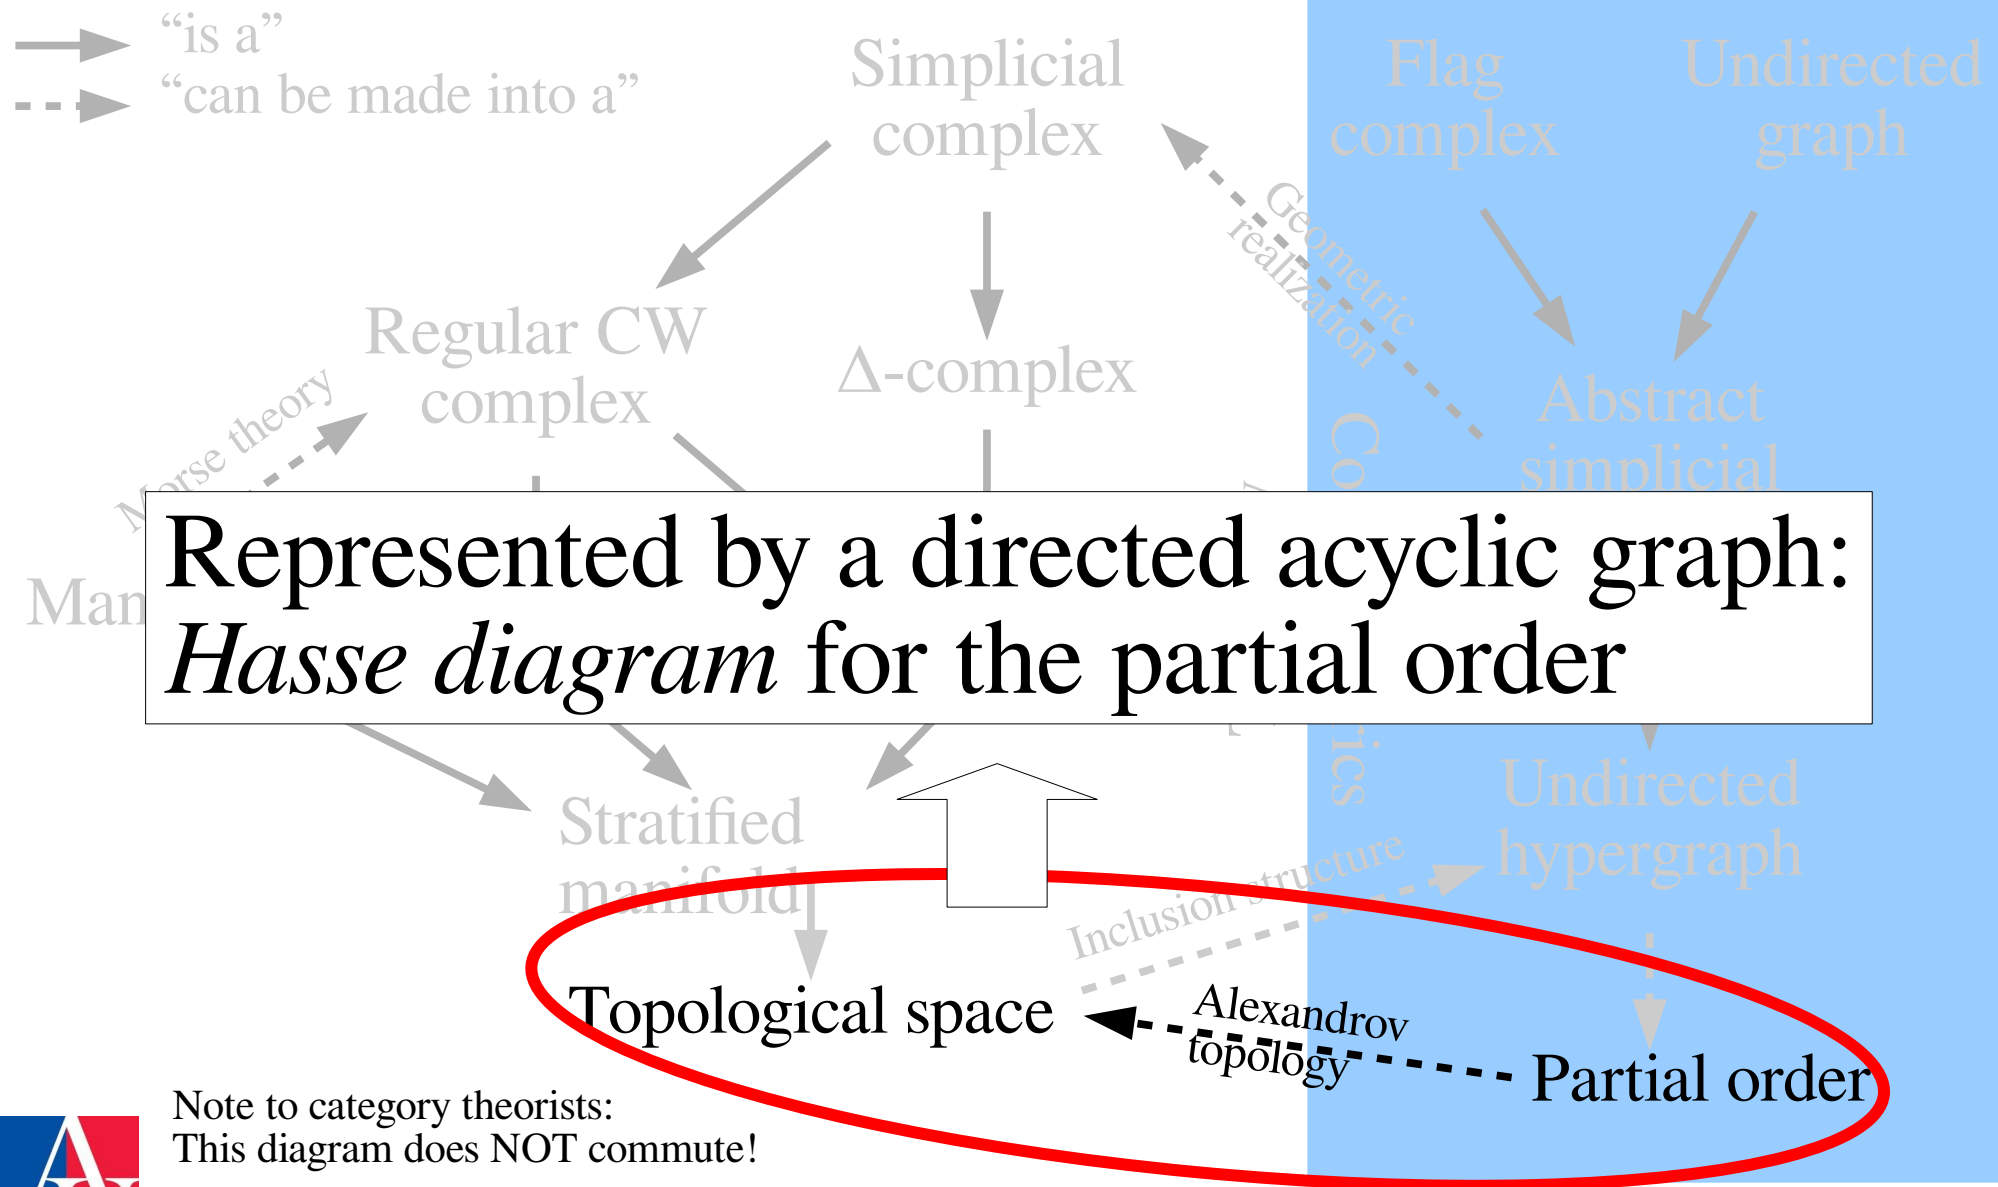 “is a”
“can be made into a”
Simplicial
complex
Flag
complex
Undirected
graph
Geometric
realization
Regular CW
complex
Δ-complex
Morse theory
Abstract
simplicial
Represented by a directed acyclic graph:
Hasse diagram for the partial order
Stratified
manifold
Undirected
hypergraph
Inclusion structure
Topological space
Alexandrov
topology
Partial order
Note to category theorists:
This diagram does NOT commute!